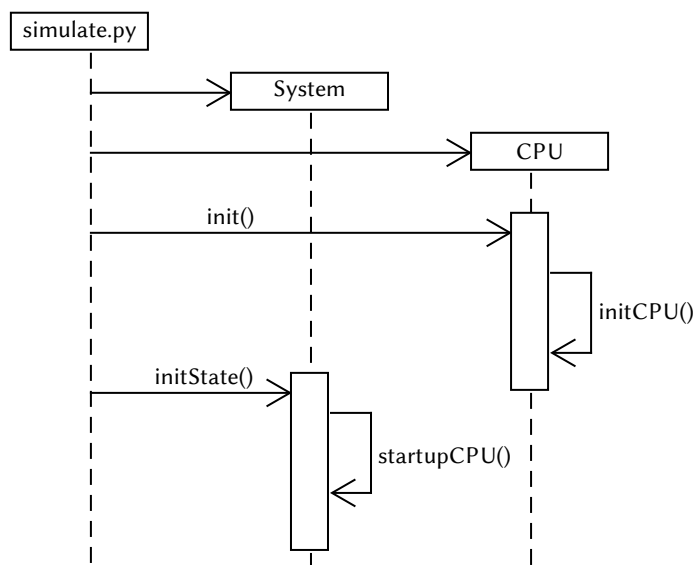 simulate.py
System
CPU
init()
initCPU()
initState()
startupCPU()